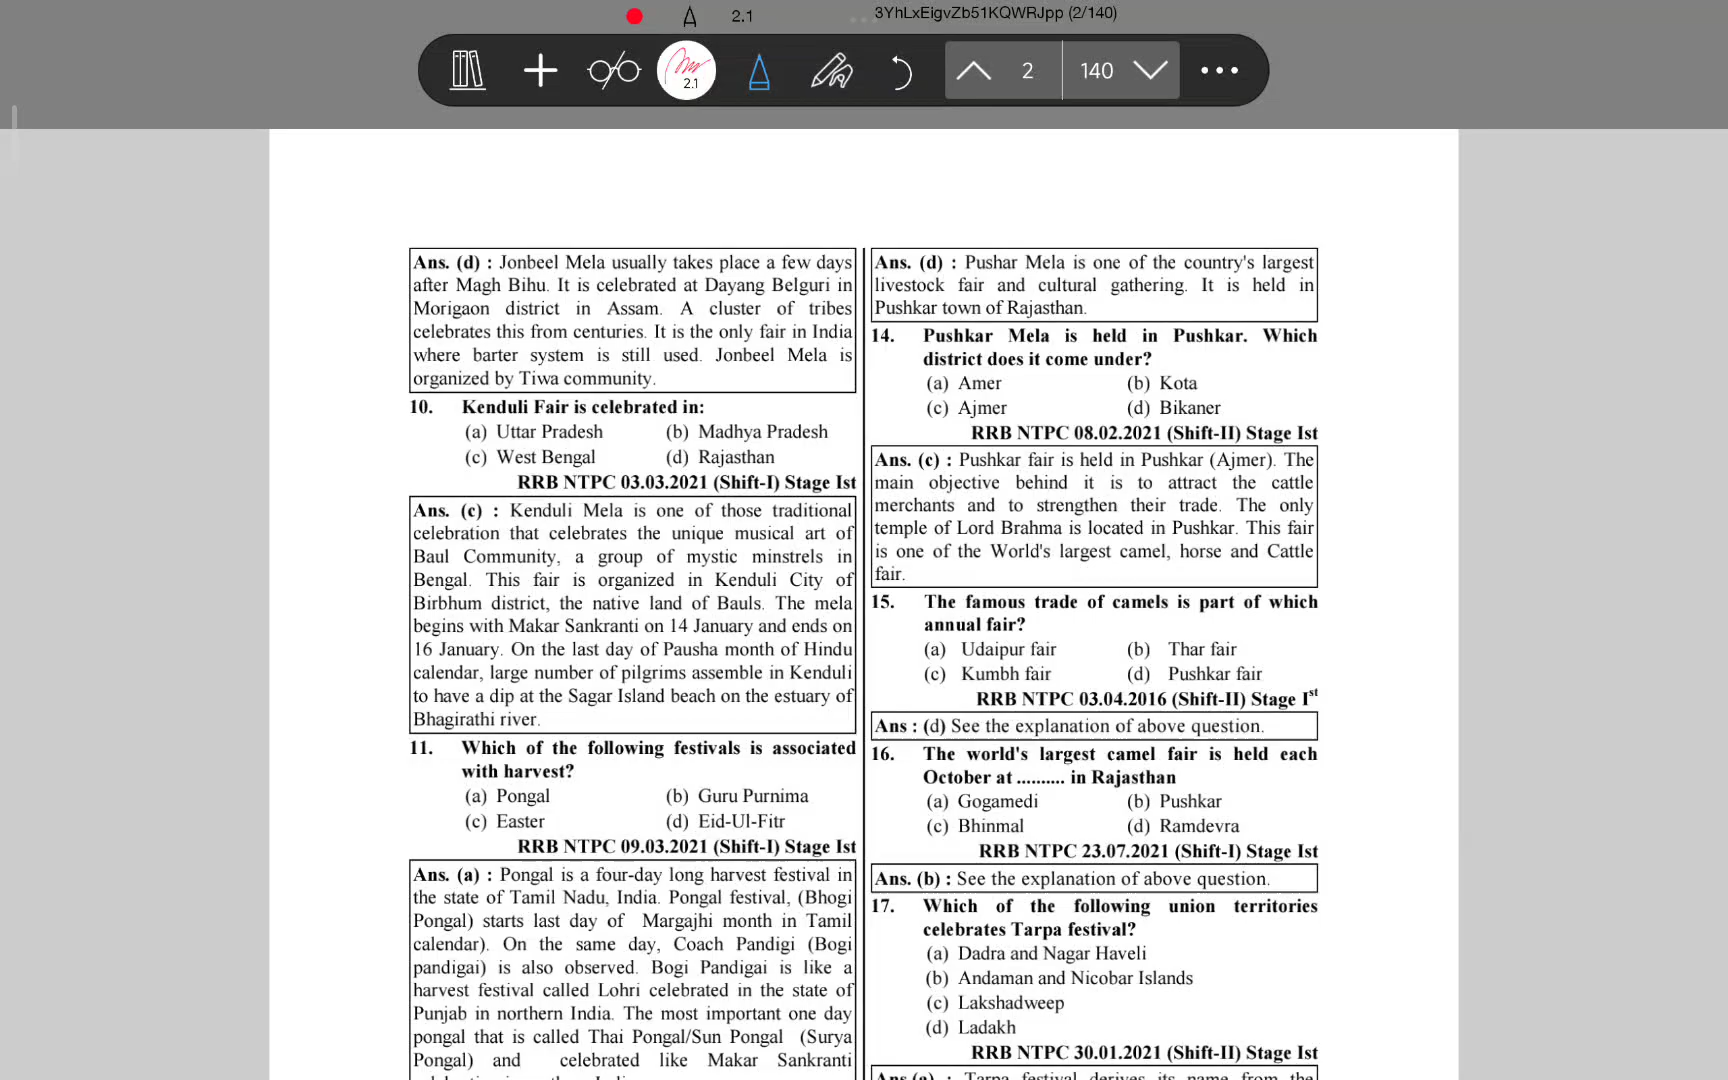 2.1
3YhLxEigvZb51KQWRJpp (2/140)
2.1
2
140
Ans. (d) : Jonbeel Mela usually takes place a few days
after Magh Bihu. It is celebrated at Dayang Belguri in
Morigaon district in Assam. A cluster of tribes
celebrates this from centuries. It is the only fair in India
where barter system is still used. Jonbeel Mela is
organized by Tiwa community.
10. Kenduli Fair is celebrated in:
(a) Uttar Pradesh (b) Madhya Pradesh
(c) West Bengal (d) Rajasthan
RRB NTPC 03.03.2021 (Shift-I) Stage Ist
Ans. (c) : Kenduli Mela is one of those traditional
celebration that celebrates the unique musical art of
Baul Community, a group of mystic minstrels in
Bengal. This fair is organized in Kenduli City of
Birbhum district, the native land of Bauls. The mela
begins with Makar Sankranti on 14 January and ends on
16 January. On the last day of Pausha month of Hindu
calendar, large number of pilgrims assemble in Kenduli
to have a dip at the Sagar Island beach on the estuary of
Bhagirathi river.
11. Which of the following festivals is associated
with harvest?
(a) Pongal (b) Guru Purnima
(c) Easter (d) Eid-Ul-Fitr
RRB NTPC 09.03.2021 (Shift-I) Stage Ist
Ans. (a) : Pongal is a four-day long harvest festival in
the state of Tamil Nadu, India. Pongal festival, (Bhogi
Pongal) starts last day of Margajhi month in Tamil
calendar). On the same day, Coach Pandigi (Bogi
pandigai) is also observed. Bogi Pandigai is like a
harvest festival called Lohri celebrated in the state of
Punjab in northern India. The most important one day
pongal that is called Thai Pongal/Sun Pongal (Surya
Pongal) and celebrated like Makar Sankranti
Ans. (d) : Pushar Mela is one of the country's largest
livestock fair and cultural gathering. It is held in
Pushkar town of Rajasthan.
14. Pushkar Mela is held in Pushkar. Which
district does it come under?
(a) Amer (b) Kota
(c) Ajmer (d) Bikaner
RRB NTPC 08.02.2021 (Shift-II) Stage Ist
Ans. (c) : Pushkar fair is held in Pushkar (Ajmer). The
main objective behind it is to attract the cattle
merchants and to strengthen their trade. The only
temple of Lord Brahma is located in Pushkar. This fair
is one of the World's largest camel, horse and Cattle
fair.
15. The famous trade of camels is part of which
annual fair?
(a) Udaipur fair (b) Thar fair
(c) Kumbh fair (d) Pushkar fair
RRB NTPC 03.04.2016 (Shift-II) Stage Ist
Ans : (d) See the explanation of above question.
16. The world's largest camel fair is held each
October at .......... in Rajasthan
(a) Gogamedi (b) Pushkar
(c) Bhinmal (d) Ramdevra
RRB NTPC 23.07.2021 (Shift-I) Stage Ist
Ans. (b) : See the explanation of above question.
17. Which of the following union territories
celebrates Tarpa festival?
(a) Dadra and Nagar Haveli
(b) Andaman and Nicobar Islands
(c) Lakshadweep
(d) Ladakh
RRB NTPC 30.01.2021 (Shift-II) Stage Ist
Ans.(a) : Tarpa festival derives its name from the